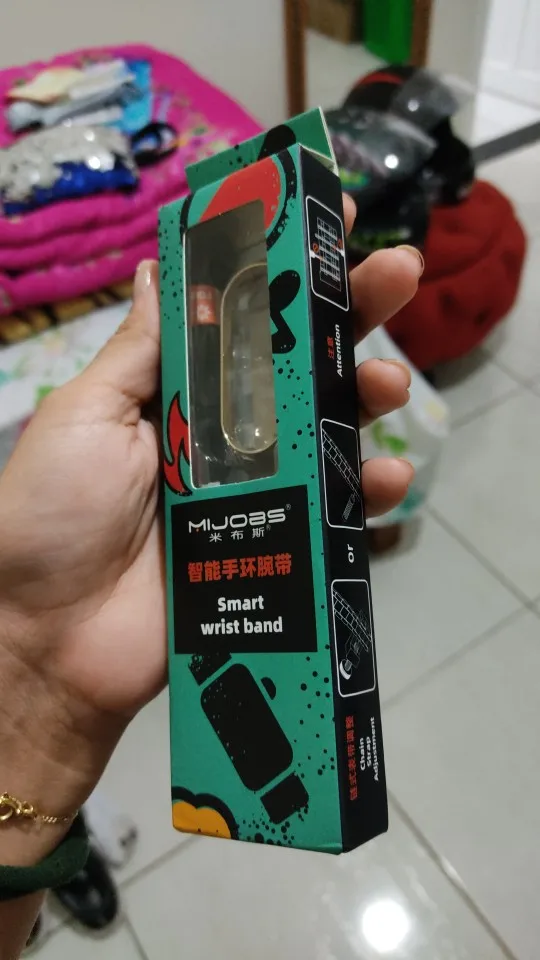 MIJOBS®
米布斯®
智能手环腕带
Smart
wrist band
注意
Attention
or
链式表带调整
Chain
Strap
Adjustment